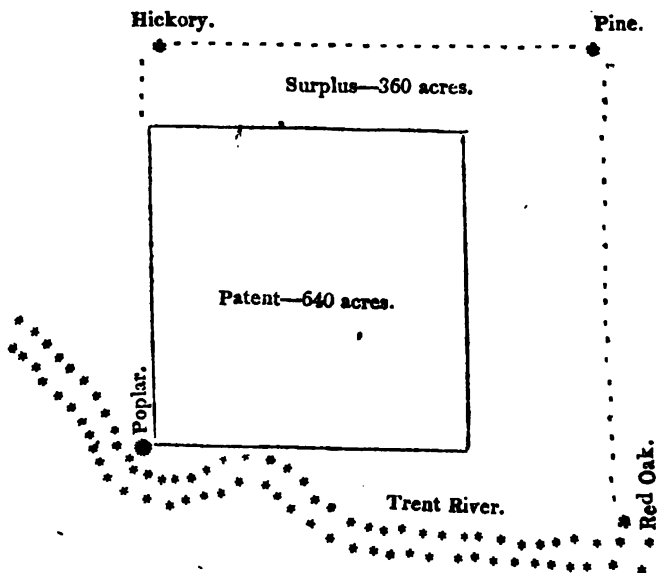 Hickory.
Pine.
Surplus—360 acres.
Patent—640 acres.
Poplar.
Trent River.
Red Oak.